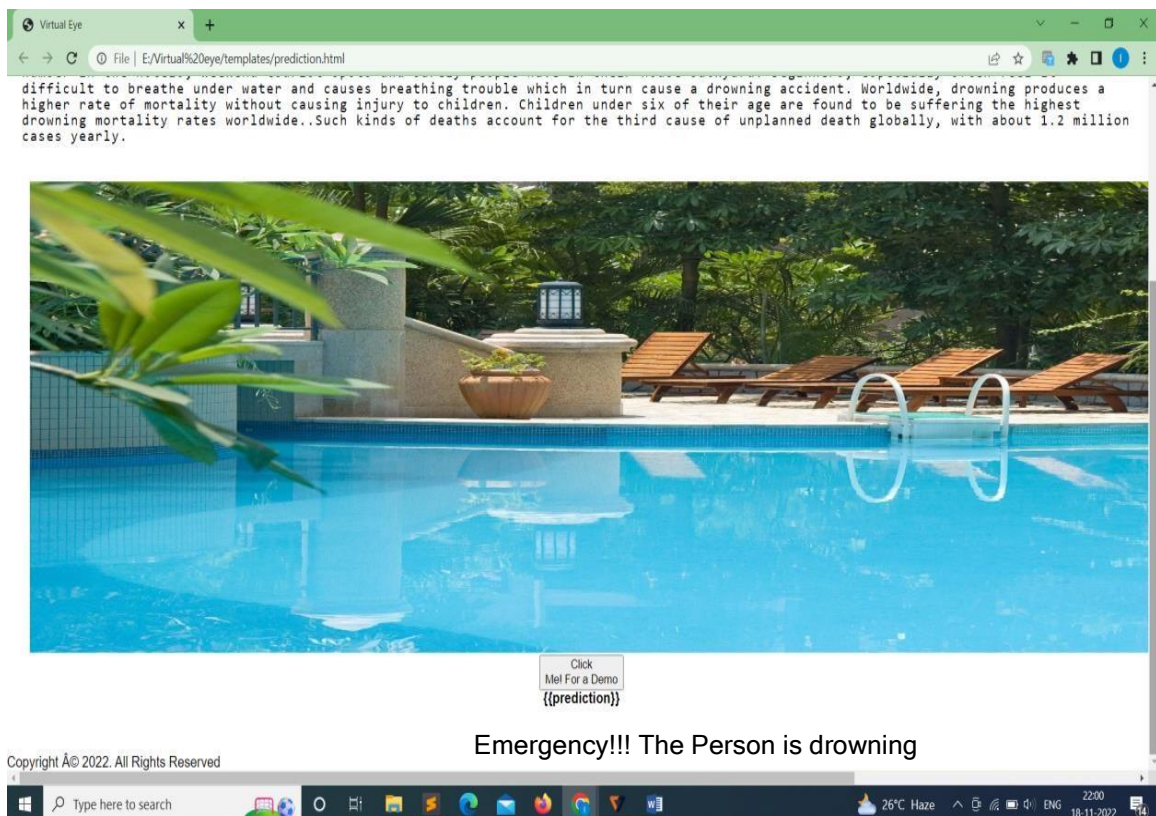 Virtual Eye
File | E:/Virtual%20eye/templates/prediction.html
difficult to breathe under water and causes breathing trouble which in turn cause a drowning accident. Worldwide, drowning produces a
higher rate of mortality without causing injury to children. Children under six of their age are found to be suffering the highest
drowning mortality rates worldwide..Such kinds of deaths account for the third cause of unplanned death globally, with about 1.2 million
cases yearly.
Click
Me! For a Demo
{{prediction}}
Emergency!!! The Person is drowning
Copyright Â© 2022. All Rights Reserved
Type here to search
26°C Haze
ENG
22:00
18-11-2022